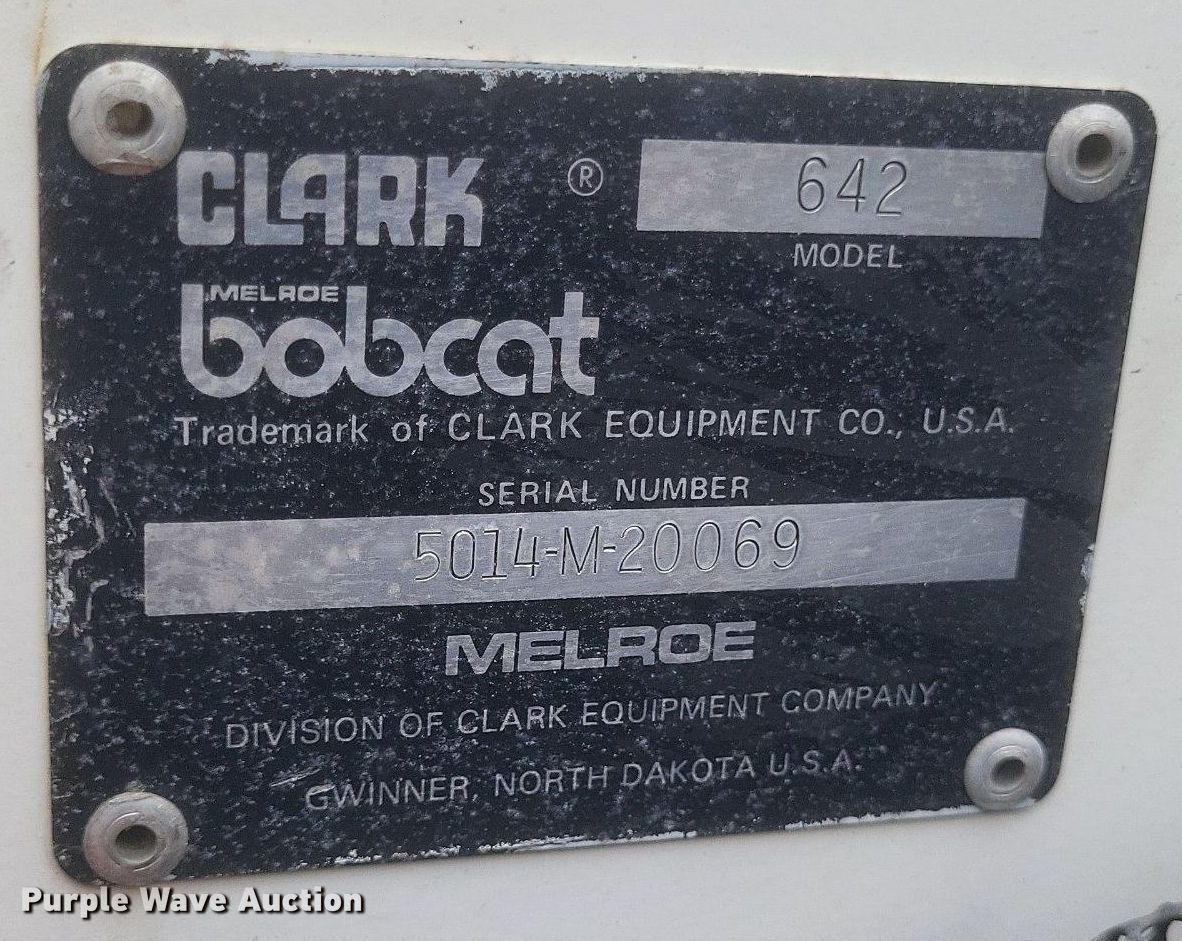 CLARK ®
642
MODEL
MELROE
bobcat
Trademark of CLARK EQUIPMENT CO., U.S.A.
SERIAL NUMBER
5014-M-20069
MELROE
DIVISION OF CLARK EQUIPMENT COMPANY
GWINNER, NORTH DAKOTA U.S.A.
Purple Wave Auction